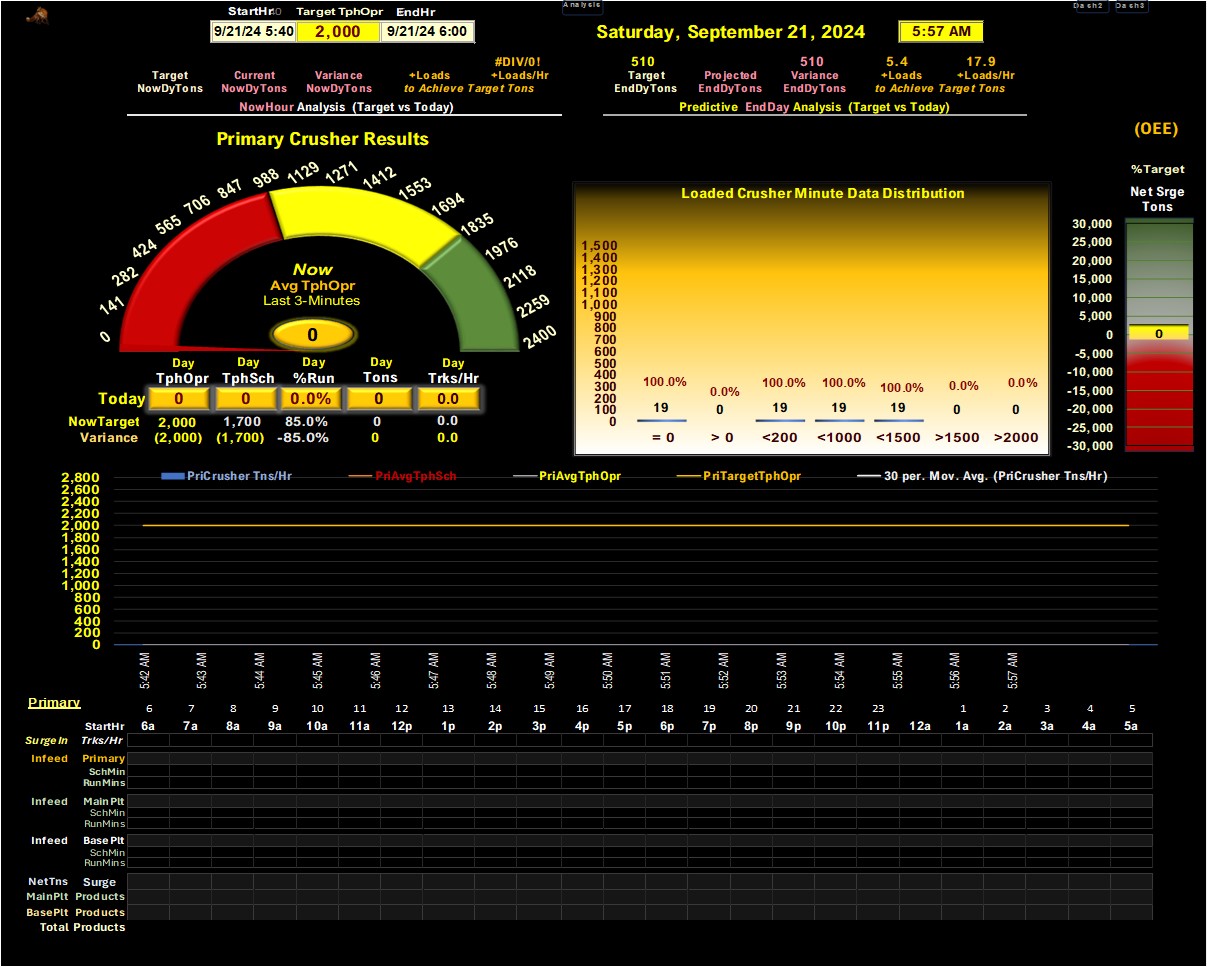 Analysis
Dash2 Dash3
StartHr Target TphOpr EndHr
9/21/24 5:40 2,000 9/21/24 6:00
Saturday, September 21, 2024 5:57 AM
#DIV/0! 510 510 5.4 17.9
Target Current Variance +Loads +Loads/Hr Target Projected Variance +Loads +Loads/Hr
NowDyTons NowDyTons NowDyTons to Achieve Target Tons EndDyTons EndDyTons EndDyTons to Achieve Target Tons
NowHour Analysis (Target vs Today) Predictive EndDay Analysis (Target vs Today)
(OEE)
%Target
Net Srge
Tons
30,000
25,000
20,000
15,000
10,000
5,000
0
-5,000
-10,000
-15,000
-20,000
-25,000
-30,000
0
Primary Crusher Results
0 141 282 424 565 706 847 988 1129 1271 1412 1553 1694 1835 1976 2118 2259 2400
Now
Avg TphOpr
Last 3-Minutes
0
Day Day Day Day Day
TphOpr TphSch %Run Tons Trks/Hr
Today 0 0 0.0% 0 0.0
NowTarget 2,000 1,700 85.0% 0 0.0
Variance (2,000) (1,700) -85.0% 0 0.0
Loaded Crusher Minute Data Distribution
1,500
1,400
1,300
1,200
1,100
1,000
900
800
700
600
500
400
300
200
100
0
100.0% 0.0% 100.0% 100.0% 100.0% 0.0% 0.0%
19 0 19 19 19 0 0
= 0 > 0 <200 <1000 <1500 >1500 >2000
PriCrusher Tns/Hr PriAvgTphSch PriAvgTphOpr PriTargetTphOpr 30 per. Mov. Avg. (PriCrusher Tns/Hr)
2,800
2,600
2,400
2,200
2,000
1,800
1,600
1,400
1,200
1,000
800
600
400
200
0
5:42 AM 5:43 AM 5:44 AM 5:45 AM 5:46 AM 5:47 AM 5:48 AM 5:49 AM 5:50 AM 5:51 AM 5:52 AM 5:53 AM 5:54 AM 5:55 AM 5:56 AM 5:57 AM
Primary 6 7 8 9 10 11 12 13 14 15 16 17 18 19 20 21 22 23 1 2 3 4 5
StartHr 6a 7a 8a 9a 10a 11a 12p 1p 2p 3p 4p 5p 6p 7p 8p 9p 10p 11p 12a 1a 2a 3a 4a 5a
SurgeIn Trks/Hr
Infeed Primary
SchMin
RunMins
Infeed MainPlt
SchMin
RunMins
Infeed BasePlt
SchMin
RunMins
NetTns Surge
MainPlt Products
BasePlt Products
Total Products